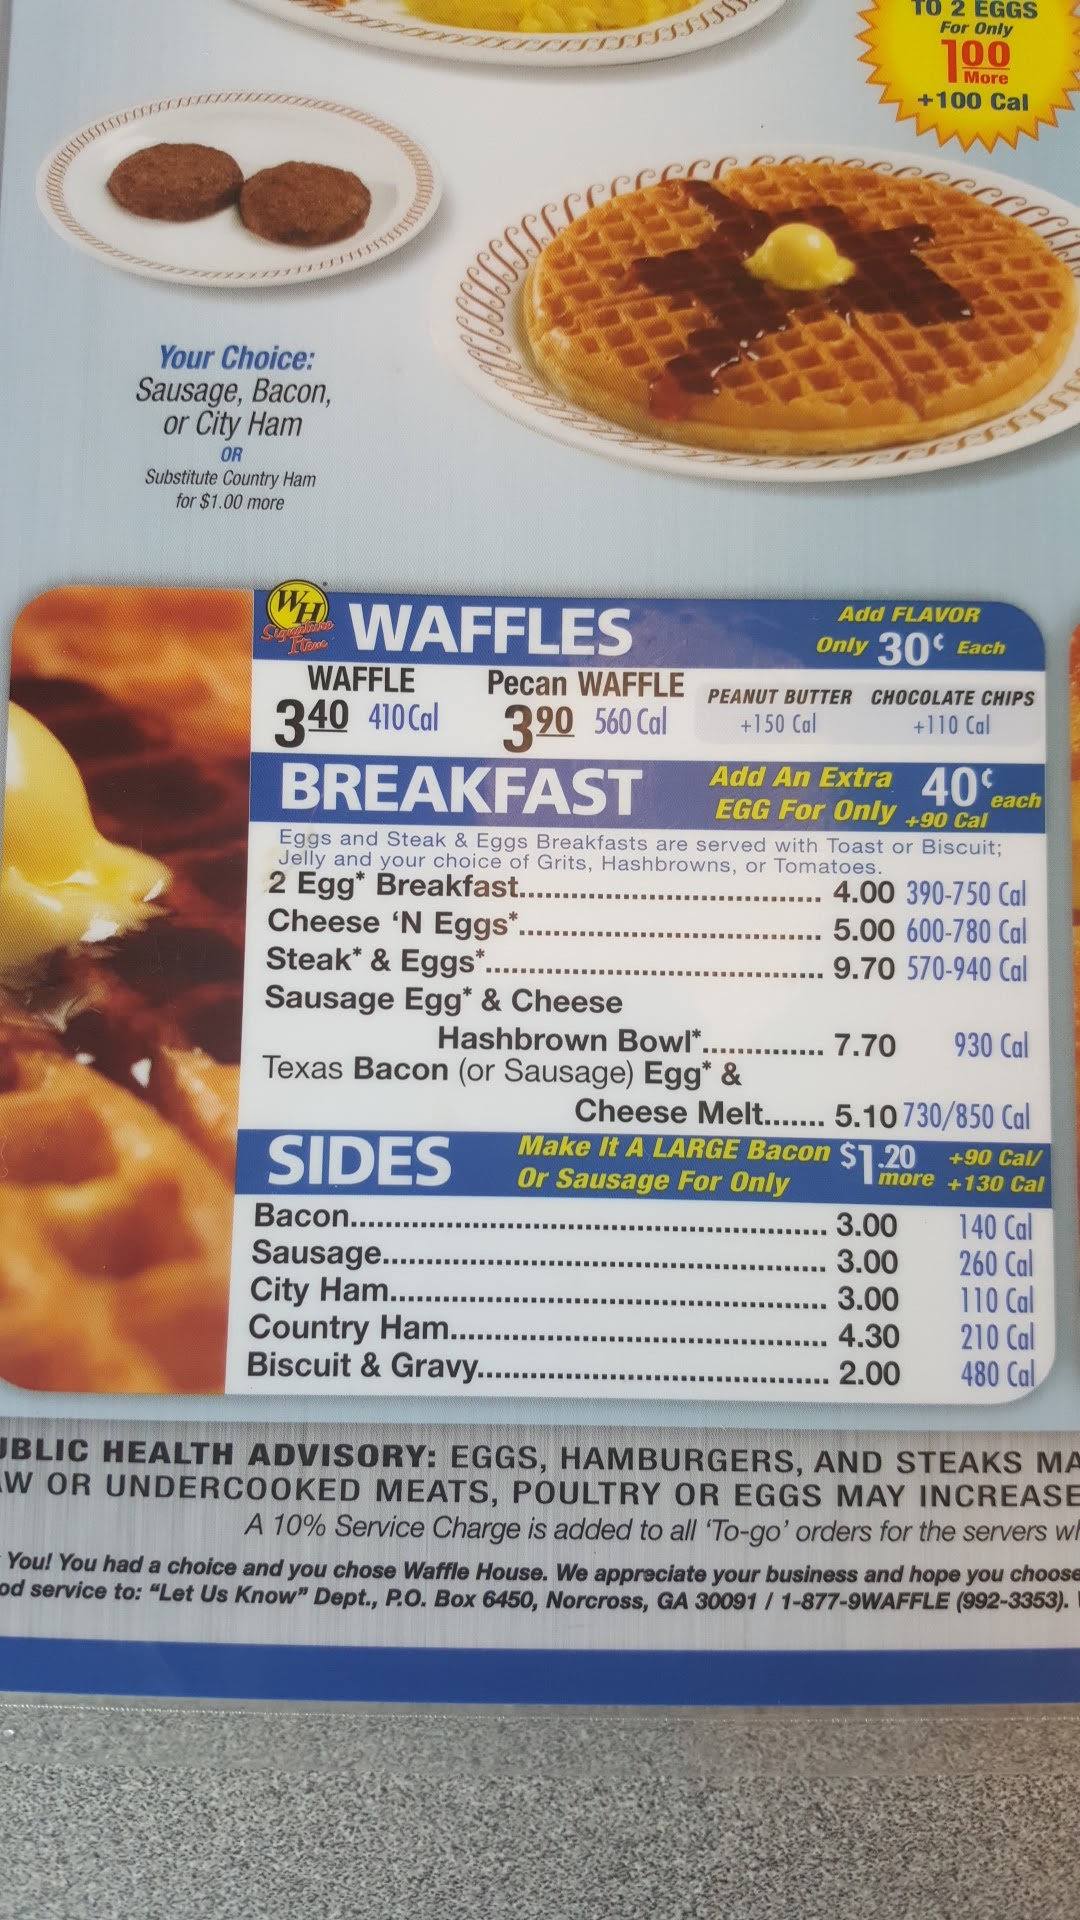 TO 2 EGGS
For Only
1.00
More
+100 Cal
Your Choice:
Sausage, Bacon,
or City Ham
OR
Substitute Country Ham
for $1.00 more
WH
Signature
Item
WAFFLES
Add FLAVOR
Only 30¢ Each
WAFFLE
3.40 410 Cal
Pecan WAFFLE
3.90 560 Cal
PEANUT BUTTER CHOCOLATE CHIPS
+150 Cal +110 Cal
BREAKFAST
Add An Extra 40¢ each
EGG For Only +90 Cal
Eggs and Steak & Eggs Breakfasts are served with Toast or Biscuit;
Jelly and your choice of Grits, Hashbrowns, or Tomatoes.
2 Egg* Breakfast................................... 4.00 390-750 Cal
Cheese 'N Eggs*................................... 5.00 600-780 Cal
Steak* & Eggs*....................................... 9.70 570-940 Cal
Sausage Egg* & Cheese
Hashbrown Bowl*.............. 7.70 930 Cal
Texas Bacon (or Sausage) Egg* &
Cheese Melt....... 5.10 730/850 Cal
SIDES
Make It A LARGE Bacon $1.20 +90 Cal/
Or Sausage For Only more +130 Cal
Bacon....................................................... 3.00 140 Cal
Sausage................................................... 3.00 260 Cal
City Ham.................................................. 3.00 110 Cal
Country Ham........................................... 4.30 210 Cal
Biscuit & Gravy........................................ 2.00 480 Cal
UBLIC HEALTH ADVISORY: EGGS, HAMBURGERS, AND STEAKS MA
AW OR UNDERCOOKED MEATS, POULTRY OR EGGS MAY INCREASE
A 10% Service Charge is added to all 'To-go' orders for the servers wh
You! You had a choice and you chose Waffle House. We appreciate your business and hope you choose
od service to: "Let Us Know" Dept., P.O. Box 6450, Norcross, GA 30091 / 1-877-9WAFFLE (992-3353).